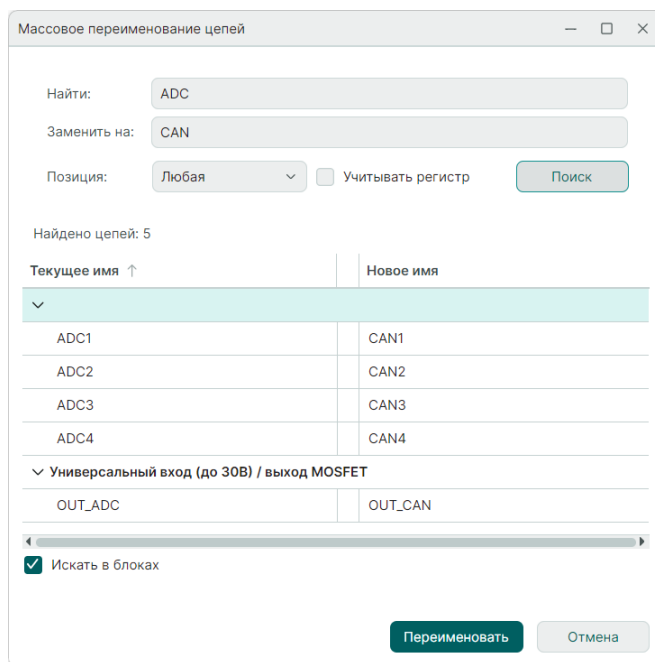 Массовое переименование цепей
Найти: ADC
Заменить на: CAN
Позиция: Любая Учитывать регистр Поиск
Найдено цепей: 5
Текущее имя ↑ Новое имя
ADC1 CAN1
ADC2 CAN2
ADC3 CAN3
ADC4 CAN4
Универсальный вход (до 30В) / выход MOSFET
OUT_ADC OUT_CAN
Искать в блоках
Переименовать Отмена